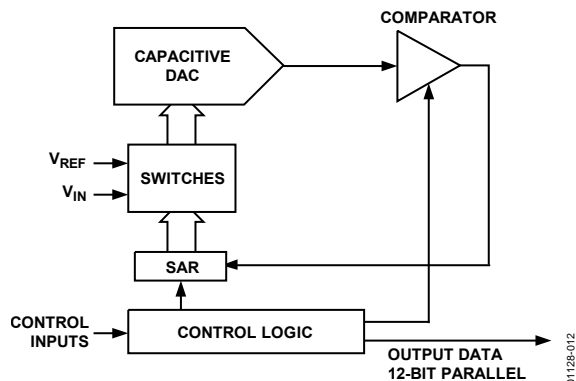 COMPARATOR
CAPACITIVE
DAC
VREF
VIN
SWITCHES
SAR
CONTROL
INPUTS
CONTROL LOGIC
OUTPUT DATA
12-BIT PARALLEL
01128-012